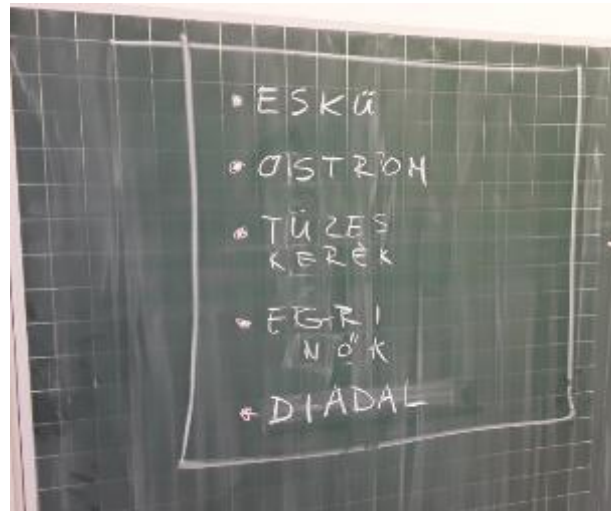 • ESKÜ
• OSTROM
• TÜZES
KERÉK
• EGRI
NŐK
• DIADAL